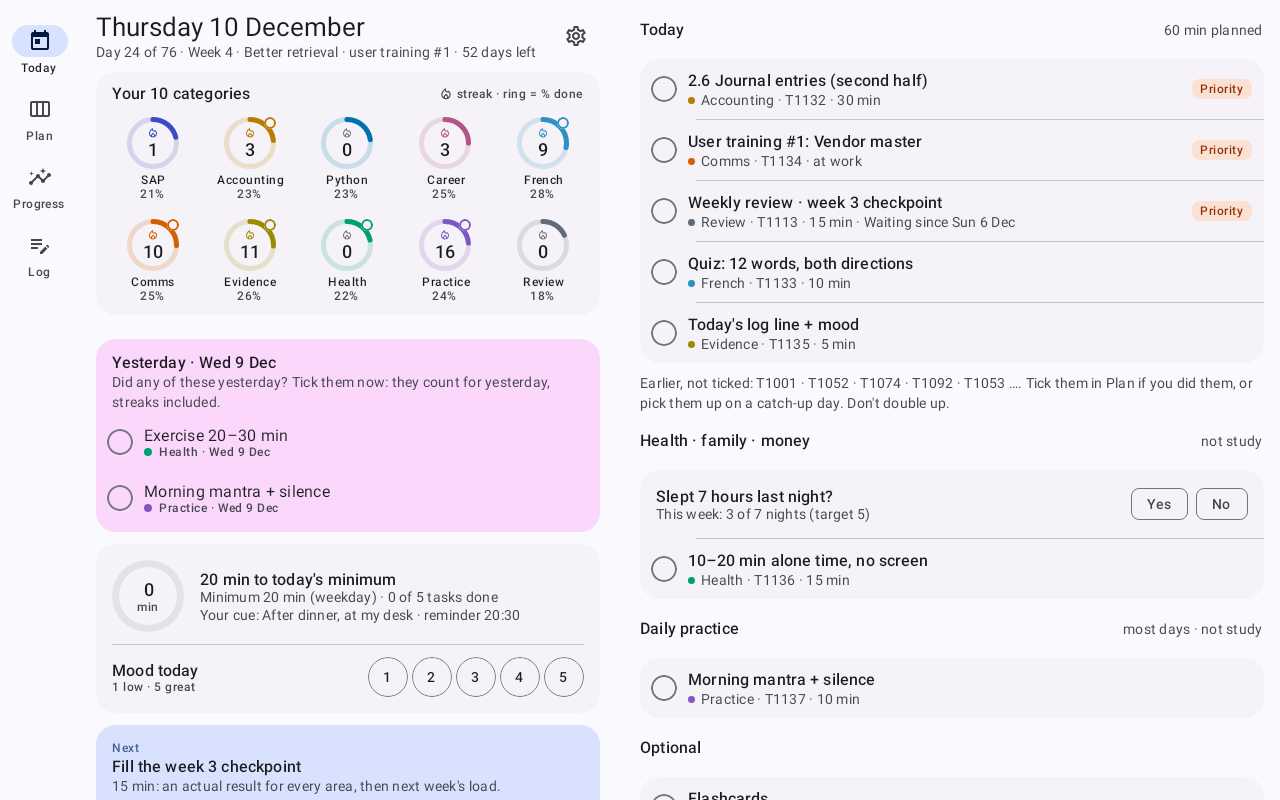 Today
Plan
Progress
Log
Thursday 10 December
Day 24 of 76 · Week 4 · Better retrieval · user training #1 · 52 days left
Your 10 categories
streak · ring = % done
1
3
0
3
9
SAP
Accounting
Python
Career
French
21%
23%
23%
25%
28%
10
11
0
16
0
Comms
Evidence
Health
Practice
Review
25%
26%
22%
24%
18%
Yesterday · Wed 9 Dec
Did any of these yesterday? Tick them now: they count for yesterday,
streaks included.
Exercise 20–30 min
Health · Wed 9 Dec
Morning mantra + silence
Practice · Wed 9 Dec
0
min
20 min to today's minimum
Minimum 20 min (weekday) · 0 of 5 tasks done
Your cue: After dinner, at my desk · reminder 20:30
Mood today
1 low · 5 great
1 2 3 4 5
Next
Fill the week 3 checkpoint
15 min: an actual result for every area, then next week's load.
Today
60 min planned
2.6 Journal entries (second half)
Accounting · T1132 · 30 min
Priority
User training #1: Vendor master
Comms · T1134 · at work
Priority
Weekly review · week 3 checkpoint
Review · T1113 · 15 min · Waiting since Sun 6 Dec
Priority
Quiz: 12 words, both directions
French · T1133 · 10 min
Today's log line + mood
Evidence · T1135 · 5 min
Earlier, not ticked: T1001 · T1052 · T1074 · T1092 · T1053 .... Tick them in Plan if you did them, or
pick them up on a catch-up day. Don't double up.
Health · family · money
not study
Slept 7 hours last night?
This week: 3 of 7 nights (target 5)
Yes
No
10–20 min alone time, no screen
Health · T1136 · 15 min
Daily practice
most days · not study
Morning mantra + silence
Practice · T1137 · 10 min
Optional
Flashcards